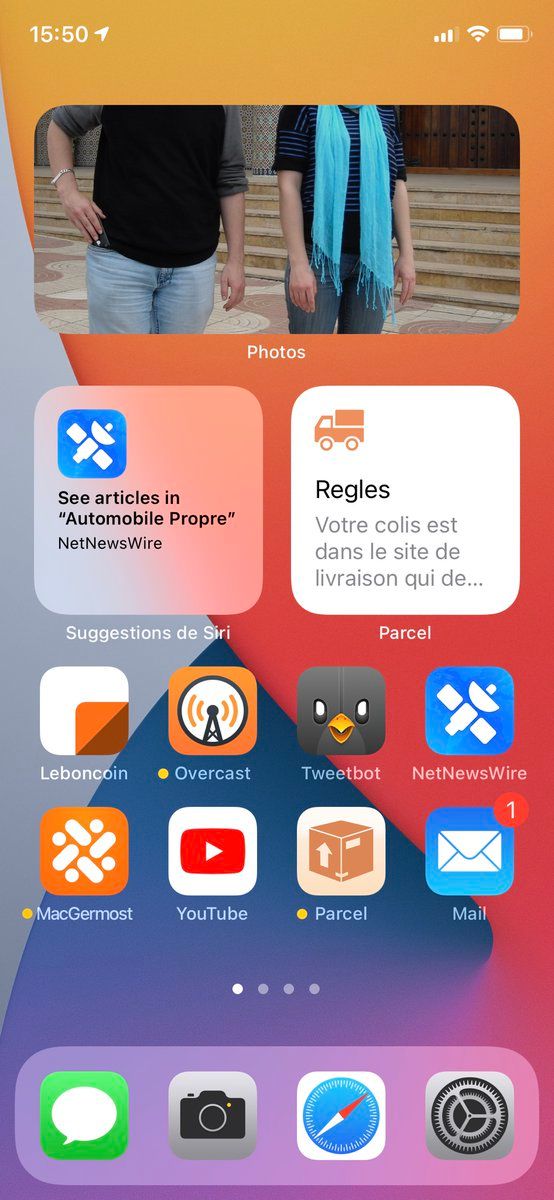 15:50
Photos
See articles in
“Automobile Propre”
NetNewsWire
Suggestions de Siri
Regles
Votre colis est
dans le site de
livraison qui de...
Parcel
Leboncoin
Overcast
Tweetbot
NetNewsWire
1
MacGermost
YouTube
Parcel
Mail